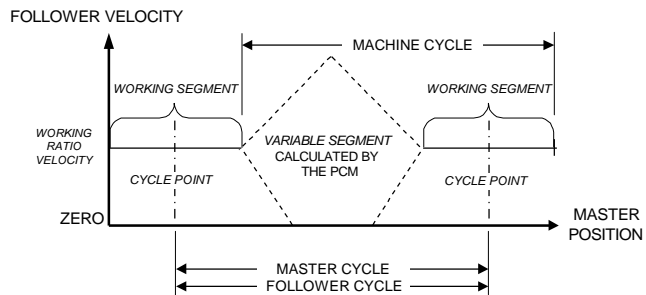 FOLLOWER VELOCITY
MACHINE CYCLE
WORKING SEGMENT
WORKING SEGMENT
WORKING
RATIO
VELOCITY
VARIABLE SEGMENT
CALCULATED BY
THE PCM
CYCLE POINT
CYCLE POINT
ZERO
MASTER
POSITION
MASTER CYCLE
FOLLOWER CYCLE